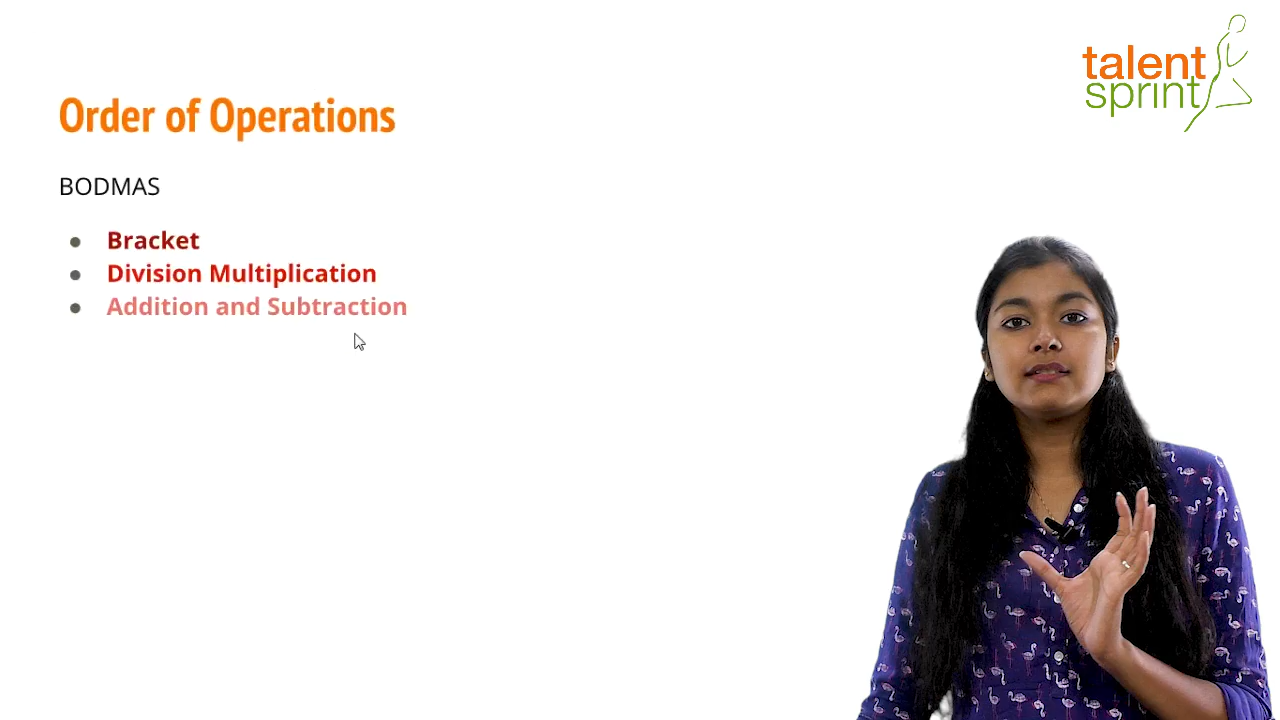 talent
sprint
Order of Operations
BODMAS
Bracket
Division Multiplication
Addition and Subtraction